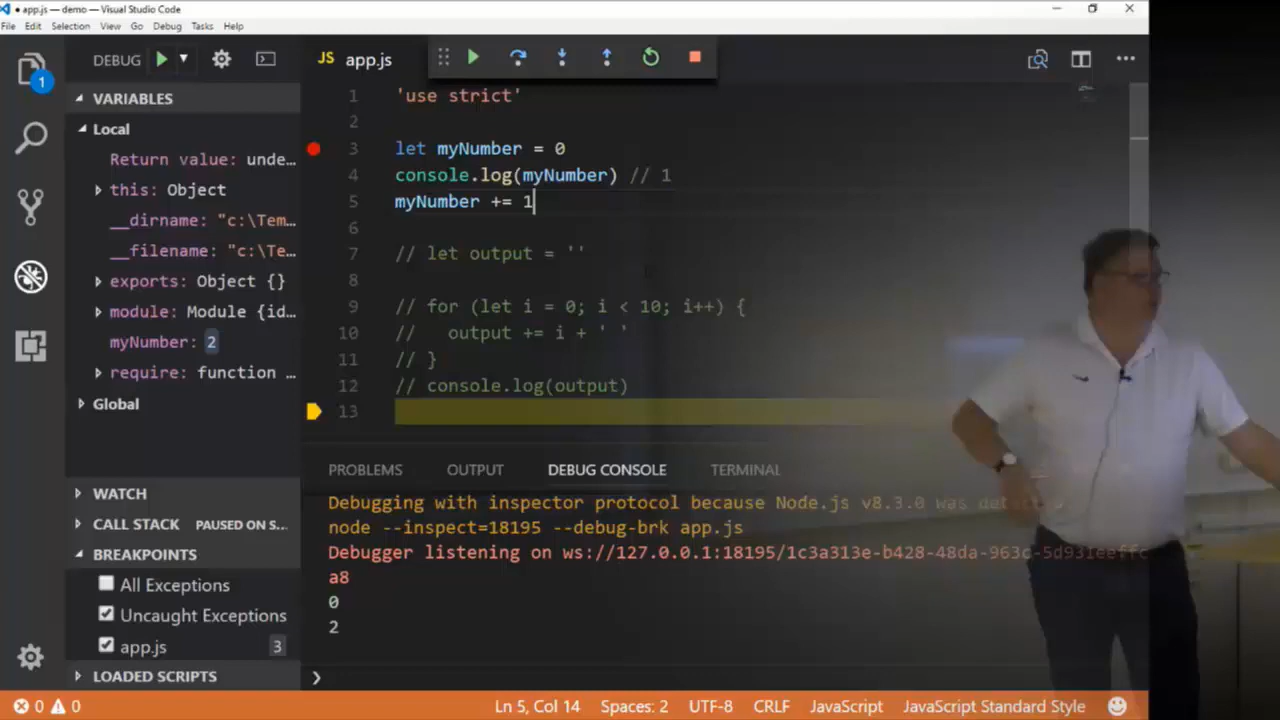 ● app.js — demo — Visual Studio Code
File Edit Selection View Go Debug Tasks Help
1
DEBUG
VARIABLES
Local
Return value: unde…
this: Object
__dirname: "c:\Tem…
__filename: "c:\Te…
exports: Object {}
module: Module {id…
myNumber: 2
require: function …
Global
WATCH
CALL STACK PAUSED ON S…
BREAKPOINTS
All Exceptions
Uncaught Exceptions
app.js 3
LOADED SCRIPTS
JS app.js
1 'use strict'
2
3 let myNumber = 0
4 console.log(myNumber) // 1
5 myNumber += 1
6
7 // let output = ''
8
9 // for (let i = 0; i < 10; i++) {
10 //   output += i + ' '
11 // }
12 // console.log(output)
13
PROBLEMS OUTPUT DEBUG CONSOLE TERMINAL
Debugging with inspector protocol because Node.js v8.3.0 was
node --inspect=18195 --debug-brk app.js
Debugger listening on ws://127.0.0.1:18195/1c3a313e-b428-48da-963c-5d931eeffc
a8
0
2
0 0 Ln 5, Col 14 Spaces: 2 UTF-8 CRLF JavaScript JavaScript Standard Style